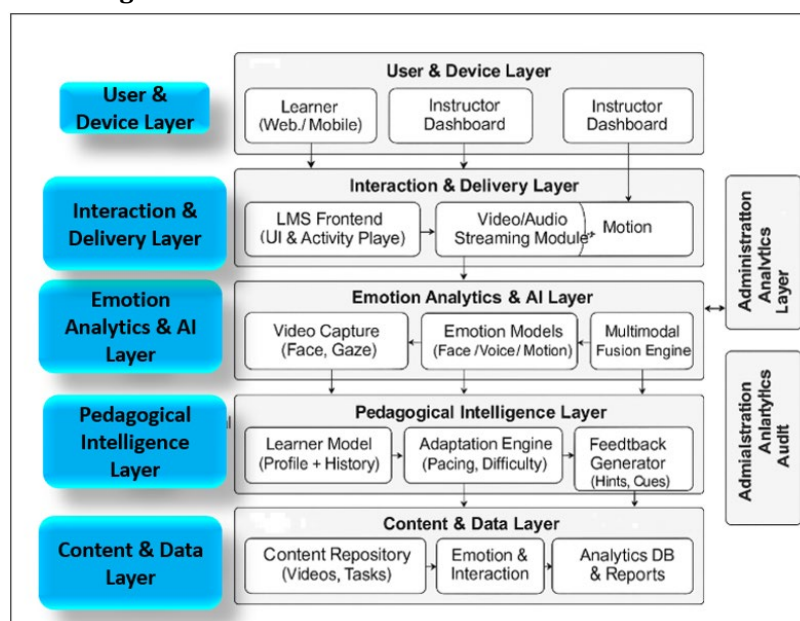 User &
Device Layer
User & Device Layer
Learner
(Web./ Mobile)
Instructor
Dashboard
Instructor
Dashboard
Interaction &
Delivery Layer
Interaction & Delivery Layer
LMS Frontend
(UI & Activity Playe)
Video/Audio
Streaming Module
Motion
Emotion
Analytics & AI
Layer
Emotion Analytics & AI Layer
Video Capture
(Face, Gaze)
Emotion Models
(Face /Voice/ Motion)
Multimodal
Fusion Engine
Administration
Analvtics
Layer
Pedagogical
Intelligence
Layer
Pedagogical Intelligence Layer
Learner Model
(Profile + History)
Adaptation Engine
(Pacing, Difficulty)
Feedtback
Generator
(Hints, Cues)
Admialstration
Anlartyltics
Audit
Content & Data
Layer
Content & Data Layer
Content Repository
(Videos, Tasks)
Emotion &
Interaction
Analytics DB
& Reports